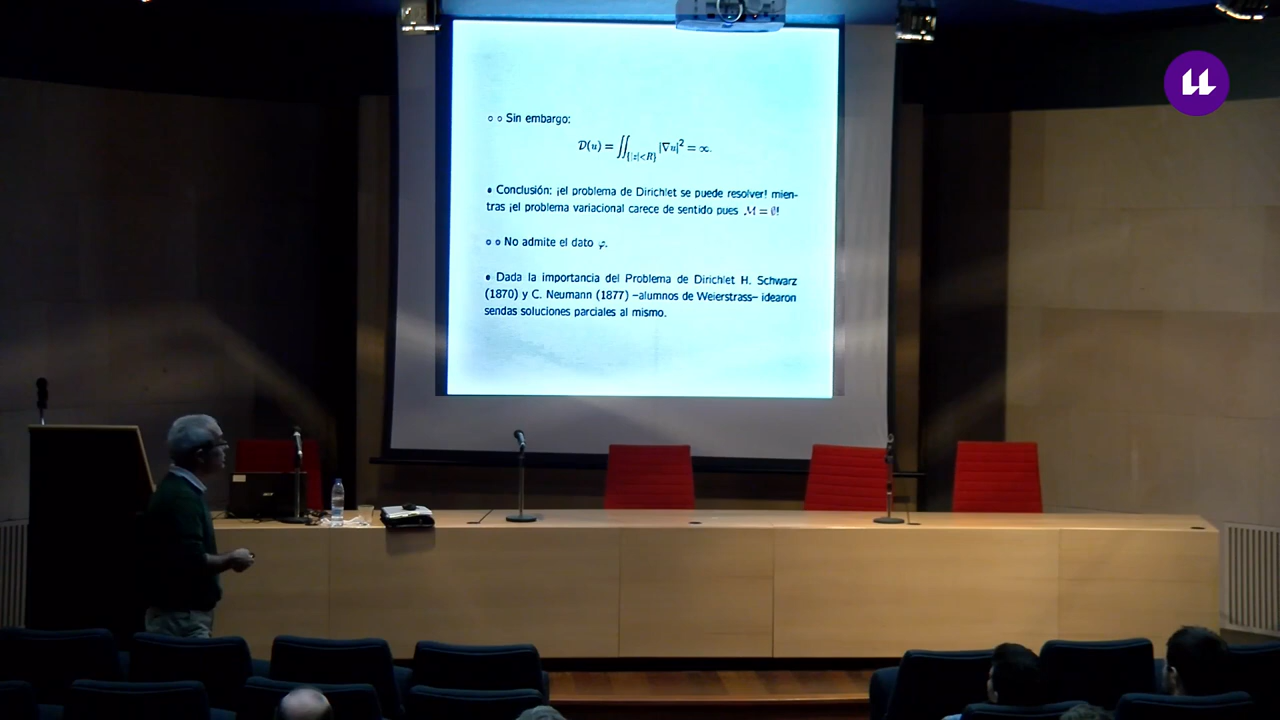 ∘ ∘ Sin embargo:
𝒟(u) = ∬_{{|z|<R}} |∇u|² = ∞.
• Conclusión: ¡el problema de Dirichlet se puede resolver! mien-
tras ¡el problema variacional carece de sentido pues ℳ = ∅!
∘ ∘ No admite el dato φ.
• Dada la importancia del Problema de Dirichlet H. Schwarz
(1870) y C. Neumann (1877) –alumnos de Weierstrass– idearon
sendas soluciones parciales al mismo.